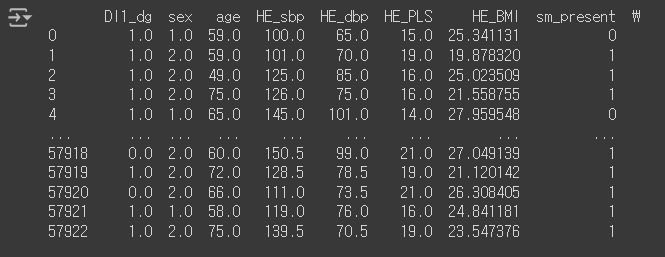 DI1_dg sex age HE_sbp HE_dbp HE_PLS HE_BMI sm_present \
0 1.0 1.0 59.0 100.0 65.0 15.0 25.341131 0
1 1.0 2.0 59.0 101.0 70.0 19.0 19.878320 1
2 1.0 2.0 49.0 125.0 85.0 16.0 25.023509 1
3 1.0 2.0 75.0 126.0 75.0 16.0 21.558755 1
4 1.0 1.0 65.0 145.0 101.0 14.0 27.959548 0
... ... ... ... ... ... ... ... ...
57918 0.0 2.0 60.0 150.5 99.0 21.0 27.049139 1
57919 1.0 2.0 72.0 128.5 78.5 19.0 21.120142 1
57920 0.0 2.0 66.0 111.0 73.5 21.0 26.308405 1
57921 1.0 1.0 58.0 119.0 76.0 16.0 24.841181 1
57922 1.0 2.0 75.0 139.5 70.5 19.0 23.547376 1